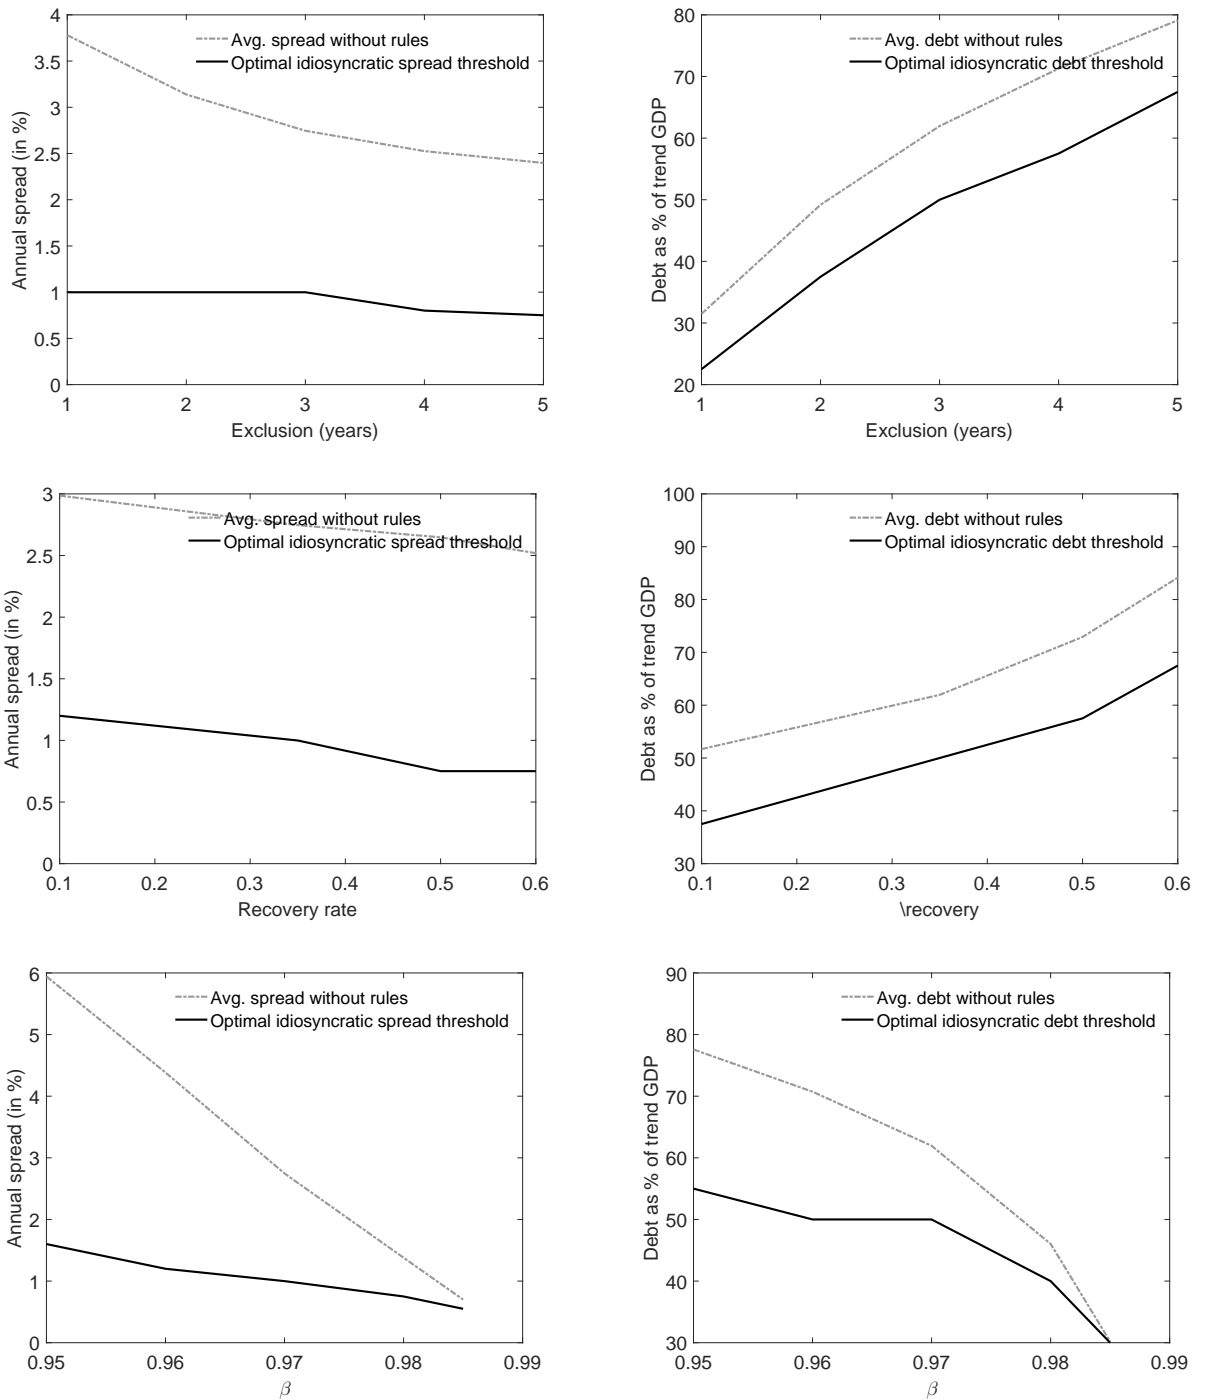 Avg. spread without rules
Optimal idiosyncratic spread threshold
Annual spread (in %)
4
3.5
3
2.5
2
1.5
1
0.5
0
1 2 3 4 5
Exclusion (years)
Avg. debt without rules
Optimal idiosyncratic debt threshold
Debt as % of trend GDP
80
70
60
50
40
30
20
1 2 3 4 5
Exclusion (years)
Avg. spread without rules
Optimal idiosyncratic spread threshold
Annual spread (in %)
3
2.5
2
1.5
1
0.5
0
0.1 0.2 0.3 0.4 0.5 0.6
Recovery rate
Avg. debt without rules
Optimal idiosyncratic debt threshold
Debt as % of trend GDP
100
90
80
70
60
50
40
30
0.1 0.2 0.3 0.4 0.5 0.6
\recovery
Avg. spread without rules
Optimal idiosyncratic spread threshold
Annual spread (in %)
6
5
4
3
2
1
0
0.95 0.96 0.97 0.98 0.99
β
Avg. debt without rules
Optimal idiosyncratic debt threshold
Debt as % of trend GDP
90
80
70
60
50
40
30
0.95 0.96 0.97 0.98 0.99
β